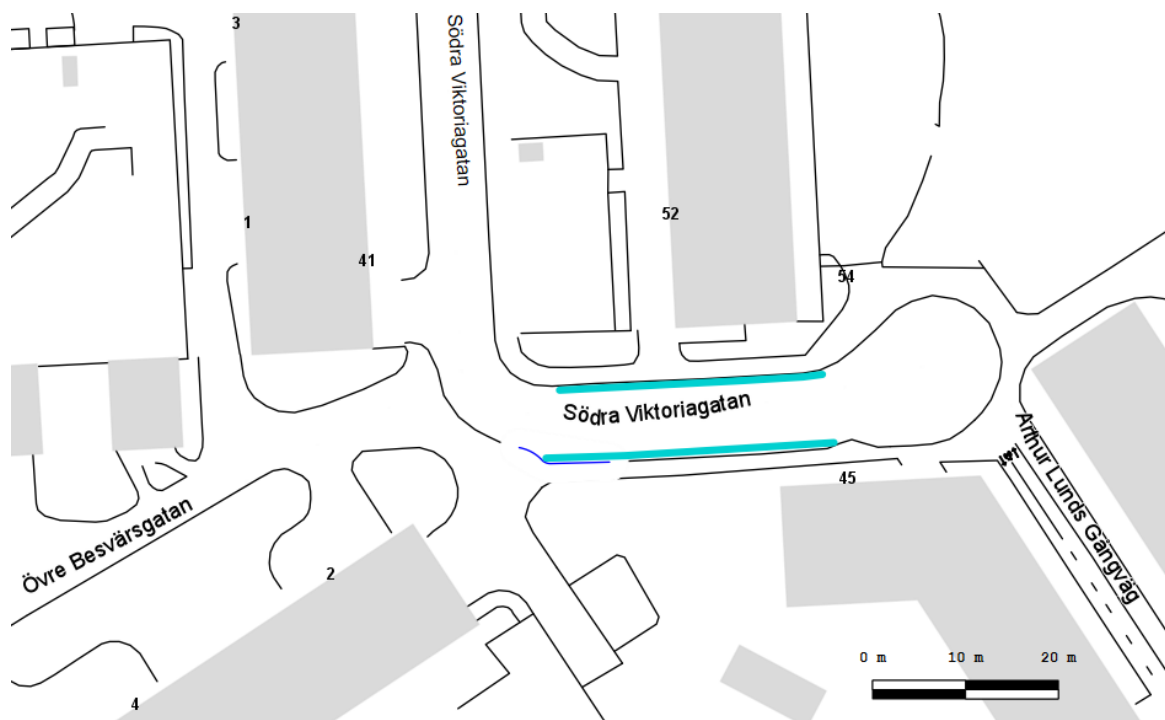 3
Södra Viktoriagatan
1
52
41
54
Södra Viktoriagatan
45
Arthur Lunds Gångväg
Övre Besvärsgatan
2
4
0 m 10 m 20 m